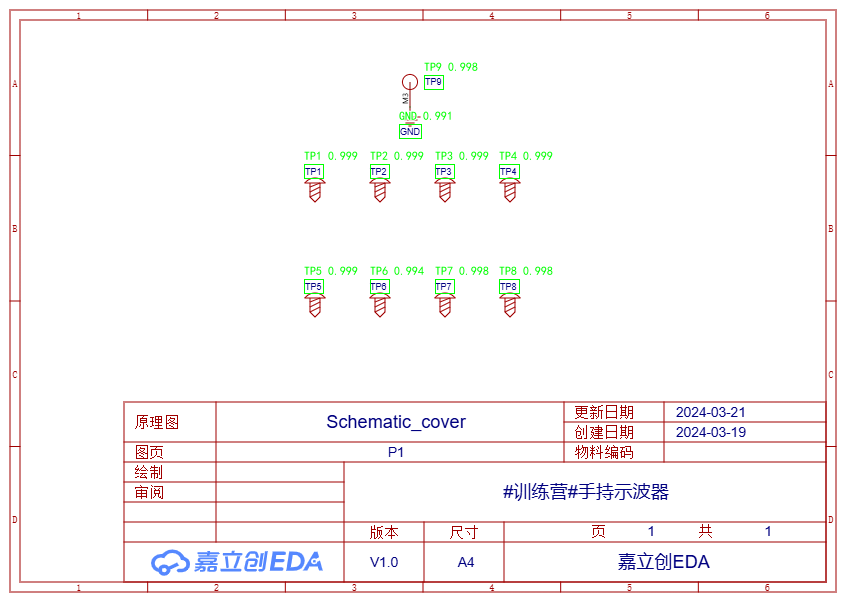 1 2 3 4 5 6
TP9 0.998
A TP9 A
M3
GND 0.991
GND
TP1 0.999 TP2 0.999 TP3 0.999 TP4 0.999
TP1 TP2 TP3 TP4
B B
TP5 0.999 TP6 0.994 TP7 0.998 TP8 0.998
TP5 TP6 TP7 TP8
C C
原理图 Schematic_cover 更新日期 2024-03-21
创建日期 2024-03-19
图页 P1 物料编码
绘制
审阅 #训练营#手持示波器
D D
版本 尺寸 页 1 共 1
嘉立创EDA V1.0 A4 嘉立创EDA
1 2 3 4 5 6